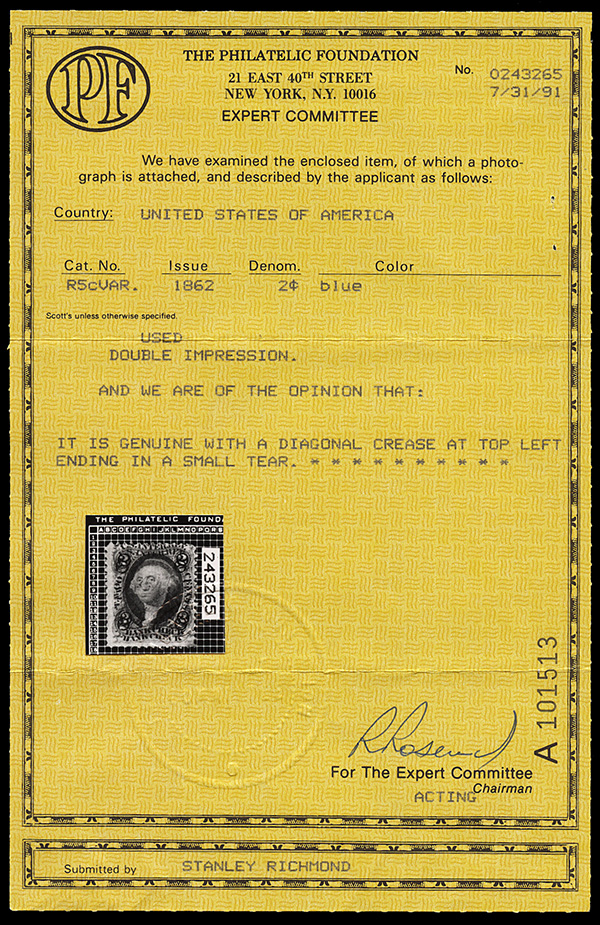 PF
THE PHILATELIC FOUNDATION
21 EAST 40TH STREET
NEW YORK, N.Y. 10016
EXPERT COMMITTEE
No. 0243265
7/31/91
We have examined the enclosed item, of which a photo-
graph is attached, and described by the applicant as follows:
Country: UNITED STATES OF AMERICA
Cat. No. Issue Denom. Color
R5cVAR. 1862 2¢ blue
Scott's unless otherwise specified.
USED
DOUBLE IMPRESSION.
AND WE ARE OF THE OPINION THAT:
IT IS GENUINE WITH A DIAGONAL CREASE AT TOP LEFT
ENDING IN A SMALL TEAR. * * * * * * * * * *
THE PHILATELIC FOUND
ABCDEFGHIJKLMNOPQRS
243265
A 101513
For The Expert Committee
Chairman
ACTING
Submitted by STANLEY RICHMOND